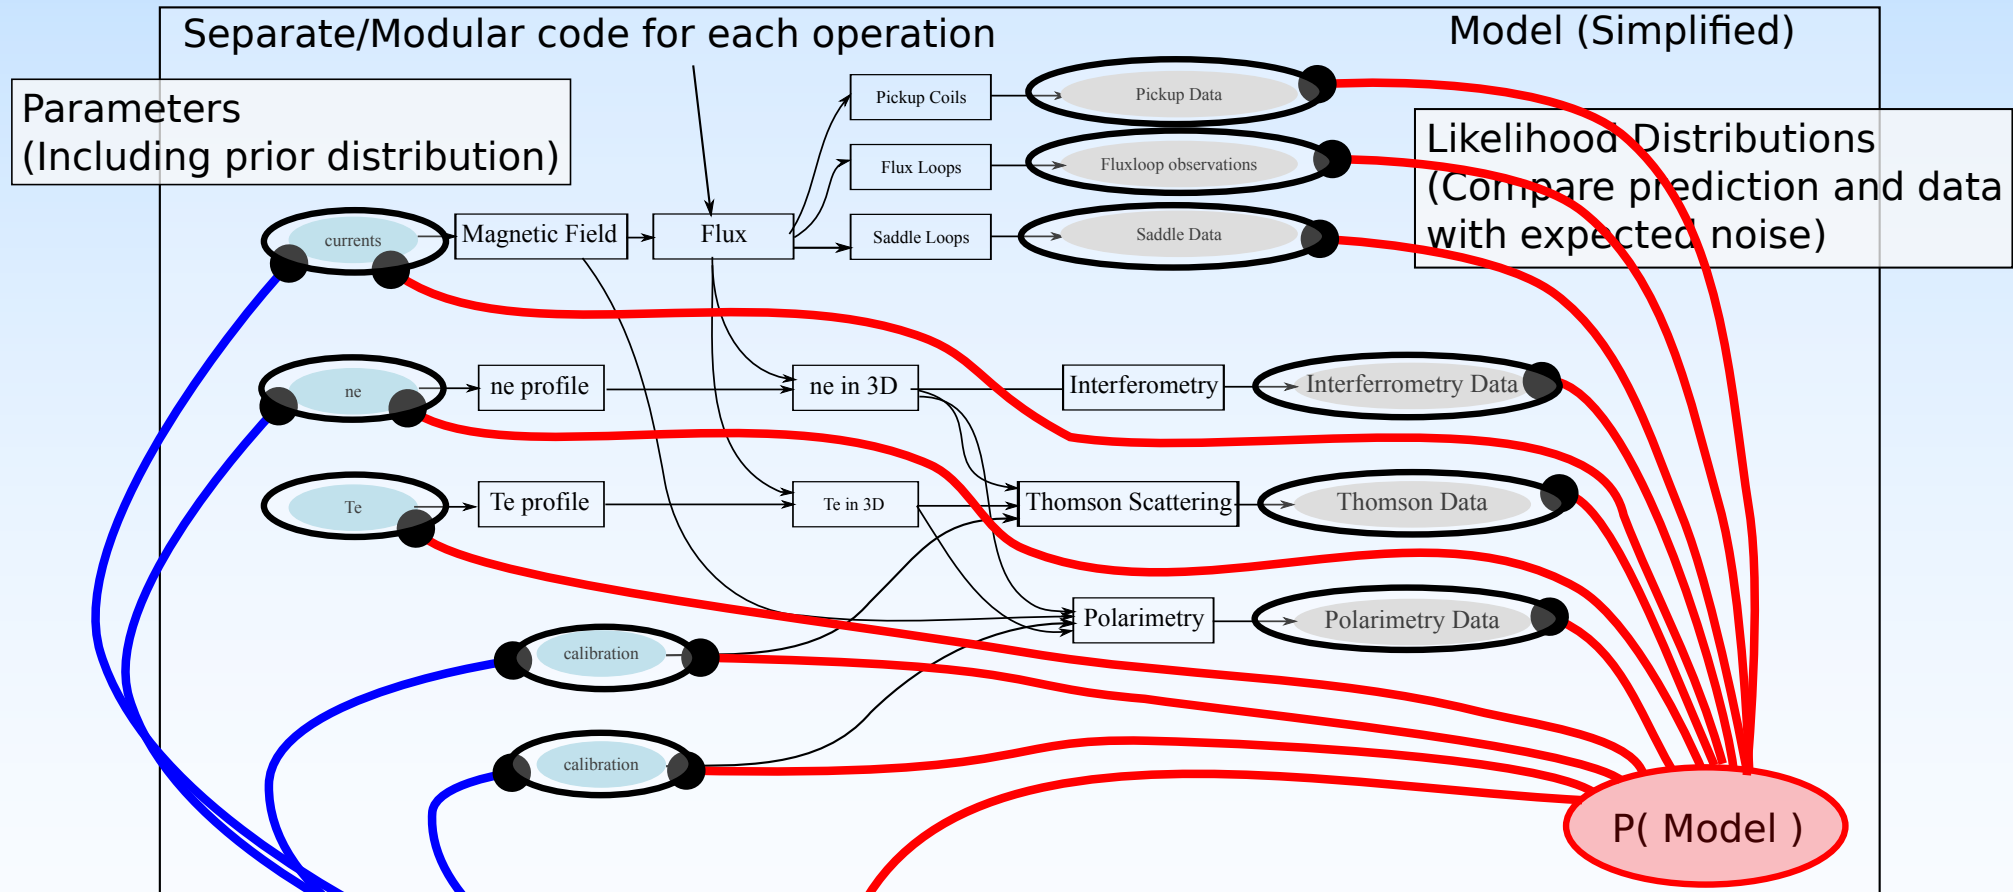 Separate/Modular code for each operation
Model (Simplified)
Parameters
(Including prior distribution)
Pickup Coils
Pickup Data
Likelihood Distributions
(Compare prediction and data
with expected noise)
Flux Loops
Fluxloop observations
currents
Magnetic Field
Flux
Saddle Loops
Saddle Data
ne
ne profile
ne in 3D
Interferometry
Interferrometry Data
Te
Te profile
Te in 3D
Thomson Scattering
Thomson Data
Polarimetry
Polarimetry Data
calibration
calibration
P( Model )